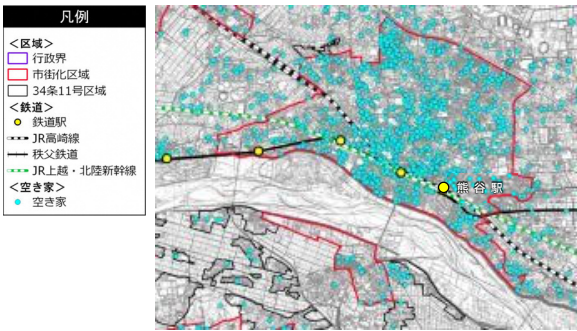 凡例
<区域>
行政界
市街化区域
34条11号区域
<鉄道>
鉄道駅
JR高崎線
秩父鉄道
JR上越・北陸新幹線
<空き家>
空き家
熊谷駅